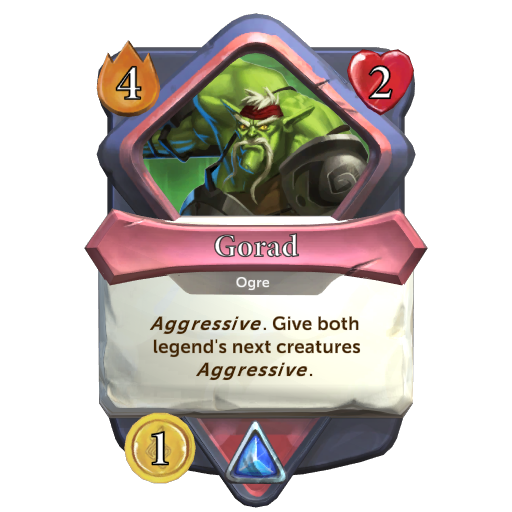 4
2
Gorad
Ogre
Aggressive. Give both
legend's next creatures
Aggressive.
1